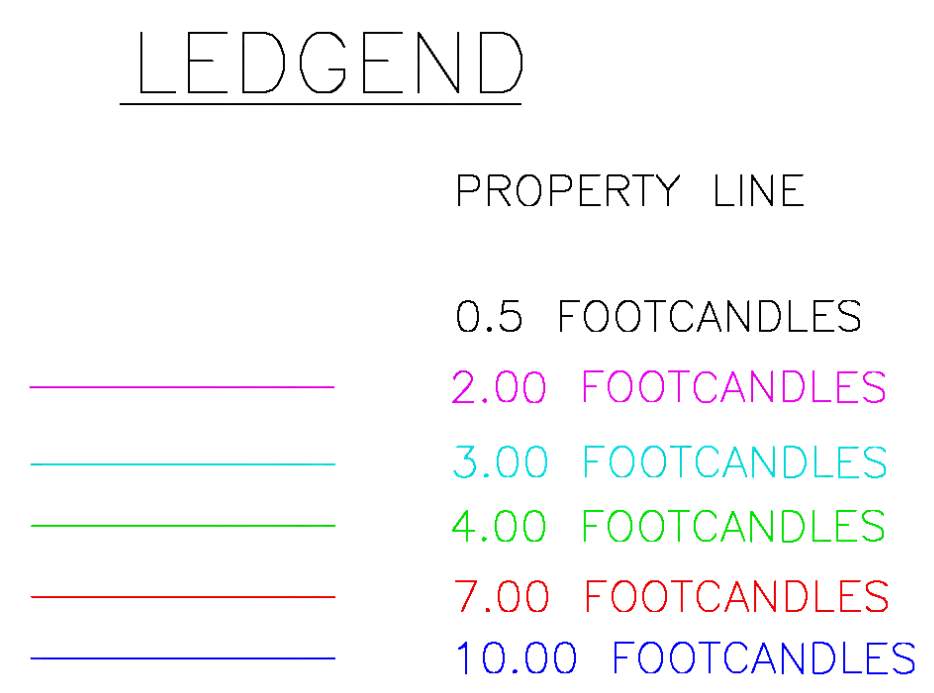 LEDGEND
PROPERTY LINE
0.5 FOOTCANDLES
2.00 FOOTCANDLES
3.00 FOOTCANDLES
4.00 FOOTCANDLES
7.00 FOOTCANDLES
10.00 FOOTCANDLES